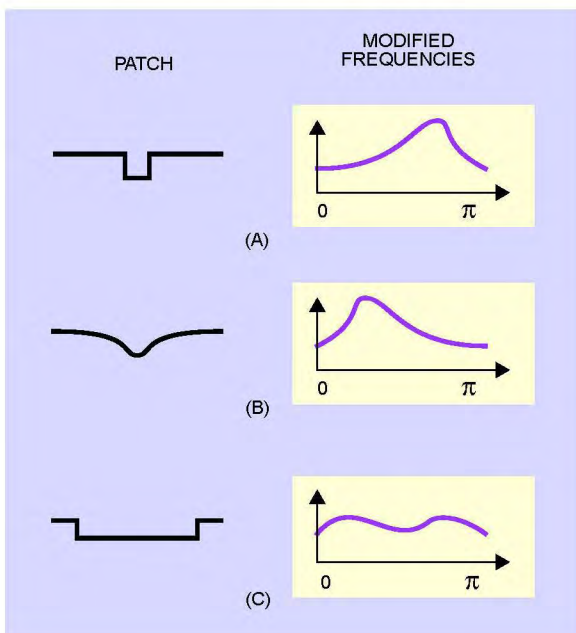 PATCH
MODIFIED
FREQUENCIES
0
π
(A)
0
π
(B)
0
π
(C)